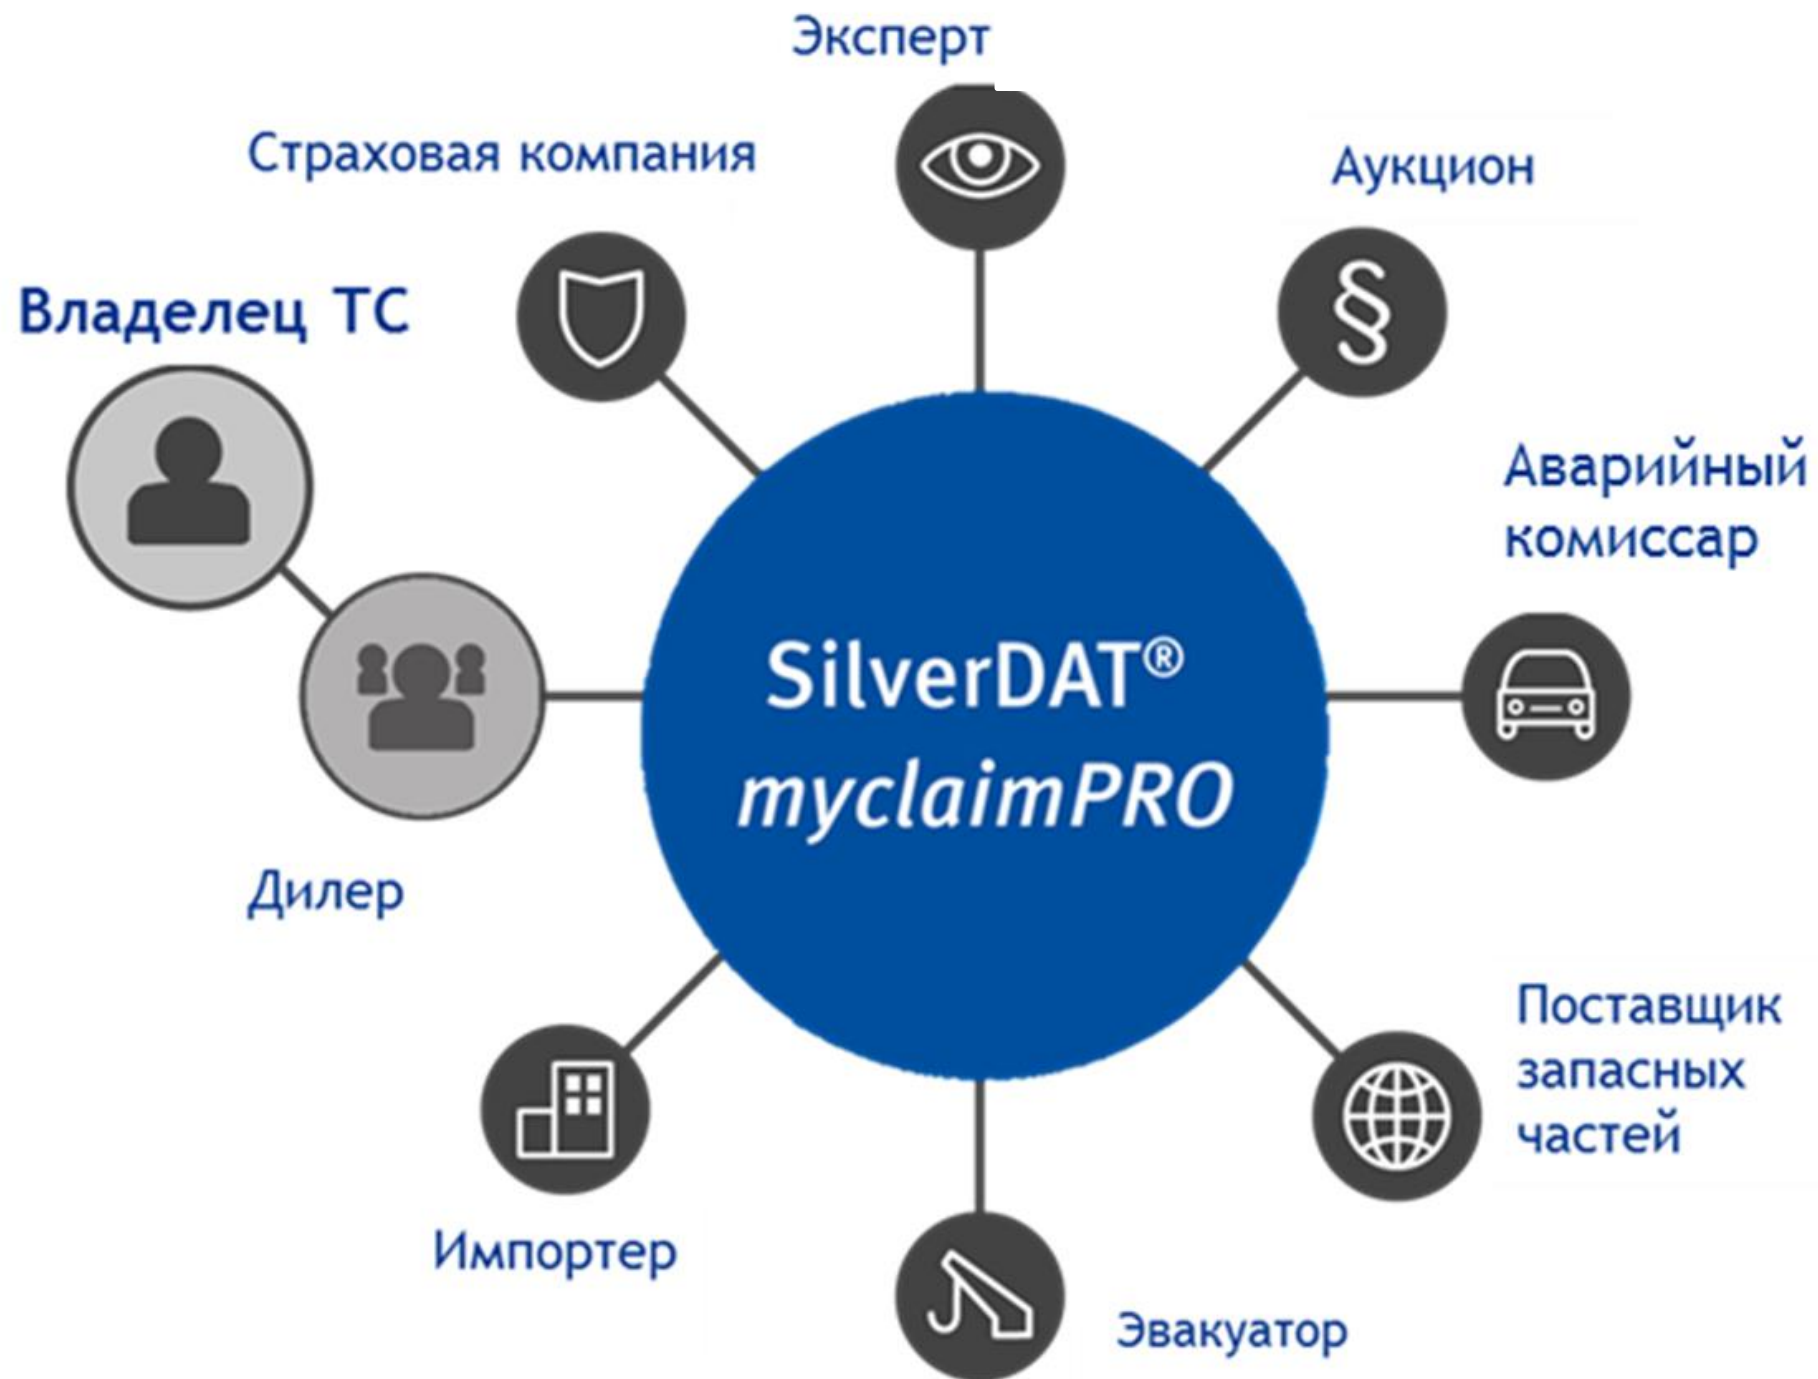 Эксперт
Страховая компания
Аукцион
Владелец ТС
Аварийный
комиссар
SilverDAT®
myclaimPRO
Дилер
Поставщик
запасных
частей
Импортер
Эвакуатор